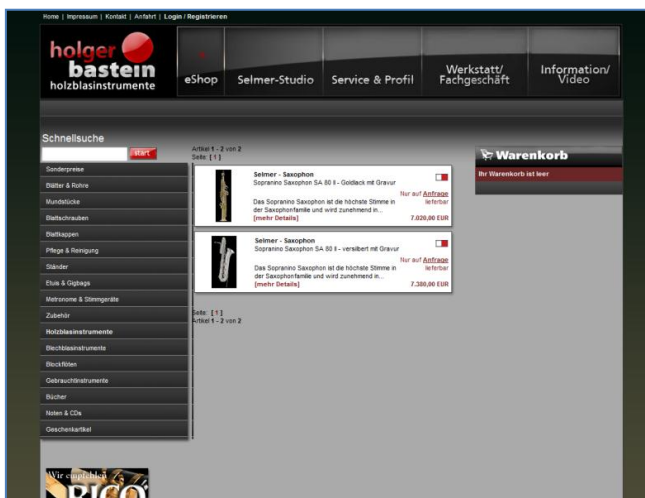 Home | Impressum | Kontakt | Anfahrt | Login / Registrieren
holger
bastein
holzblasinstrumente
eShop
Selmer-Studio
Service & Profil
Werkstatt/
Fachgeschäft
Information/
Video
Schnellsuche
start
Sonderpreise
Blätter & Rohre
Mundstücke
Blattschrauben
Blattkappen
Pflege & Reinigung
Ständer
Etuis & Gigbags
Metronome & Stimmgeräte
Zubehör
Holzblasinstrumente
Blechblasinstrumente
Blockflöten
Gebrauchtinstrumente
Bücher
Noten & CDs
Geschenkartikel
Wir empfehlen
RICO
Artikel 1 - 2 von 2
Seite: [ 1 ]
Selmer - Saxophon
Sopranino Saxophon SA 80 II - Goldlack mit Gravur
Nur auf Anfrage
lieferbar
Das Sopranino Saxophon ist die höchste Stimme in
der Saxophonfamilie und wird zunehmend in...
[mehr Details]
7.020,00 EUR
Selmer - Saxophon
Sopranino Saxophon SA 80 II - versilbert mit Gravur
Nur auf Anfrage
lieferbar
Das Sopranino Saxophon ist die höchste Stimme in
der Saxophonfamilie und wird zunehmend in...
[mehr Details]
7.380,00 EUR
Seite: [ 1 ]
Artikel 1 - 2 von 2
Warenkorb
Ihr Warenkorb ist leer